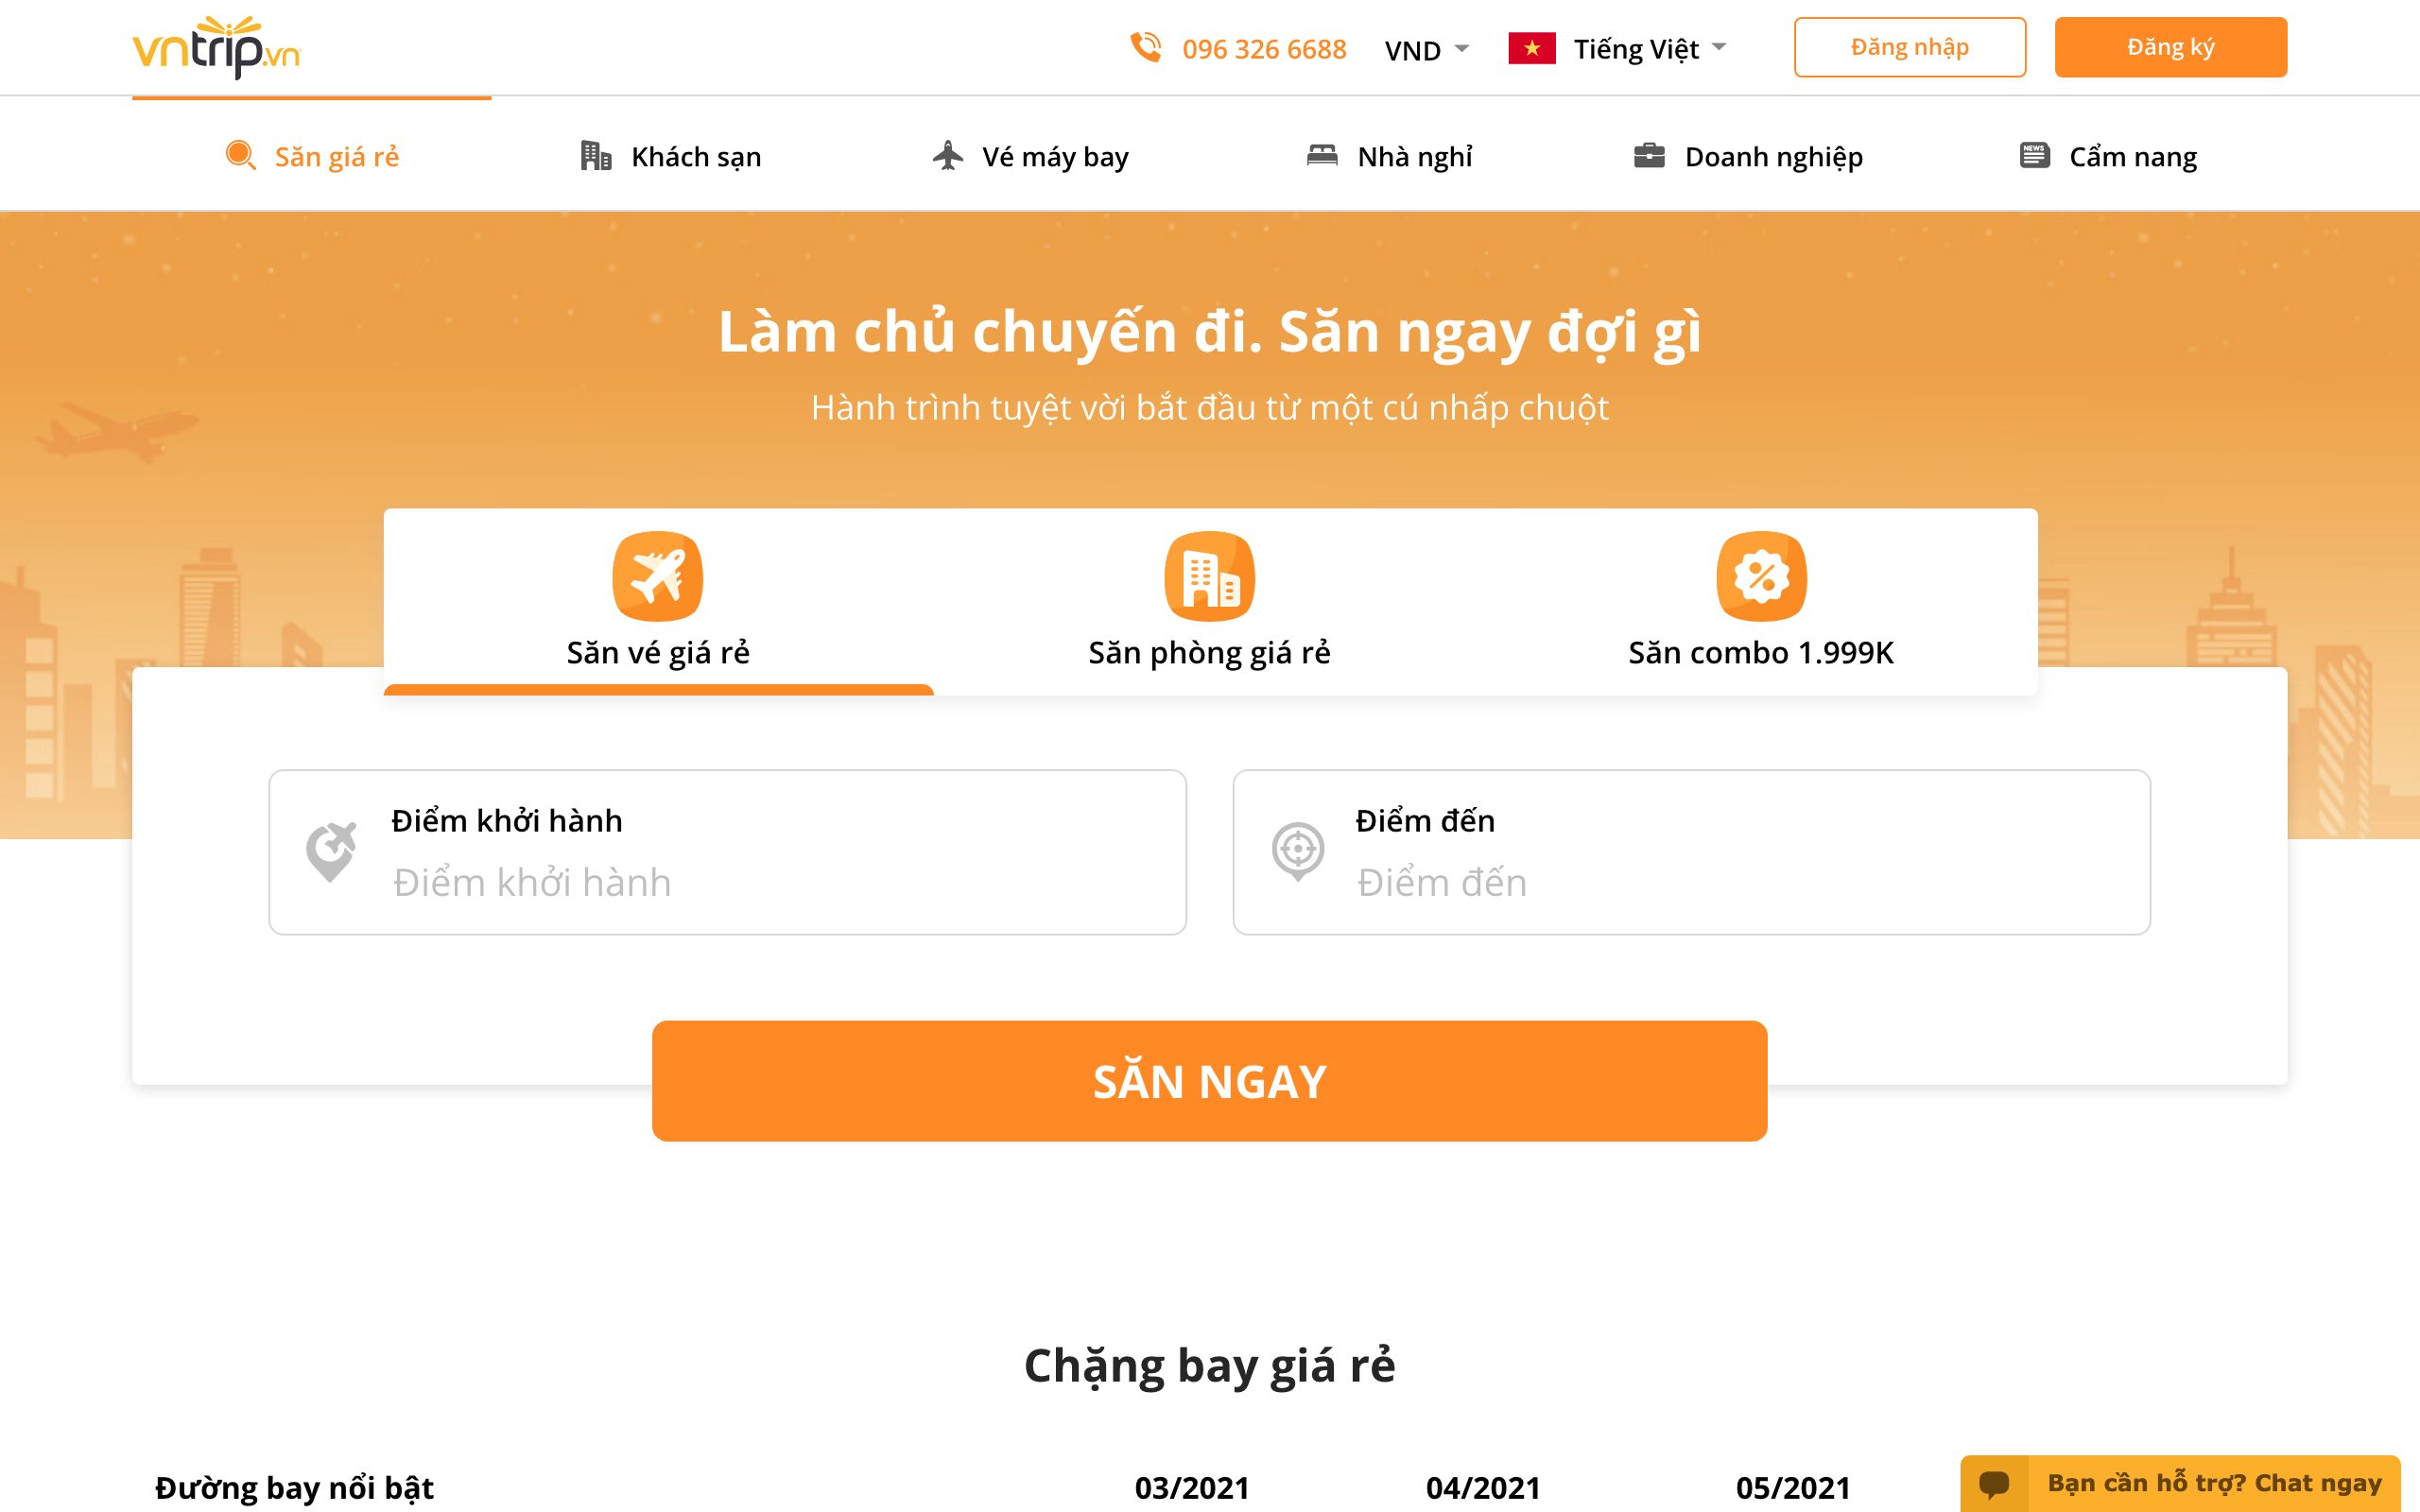 vntrip.vn
096 326 6688
VND
Tiếng Việt
Đăng nhập
Đăng ký
Săn giá rẻ
Khách sạn
Vé máy bay
Nhà nghỉ
Doanh nghiệp
NEWS
Cẩm nang
Làm chủ chuyến đi. Săn ngay đợi gì
Hành trình tuyệt vời bắt đầu từ một cú nhấp chuột
Săn vé giá rẻ
Săn phòng giá rẻ
Săn combo 1.999K
Điểm khởi hành
Điểm khởi hành
Điểm đến
Điểm đến
SĂN NGAY
Chặng bay giá rẻ
Đường bay nổi bật
03/2021
04/2021
05/2021
Bạn cần hỗ trợ? Chat ngay